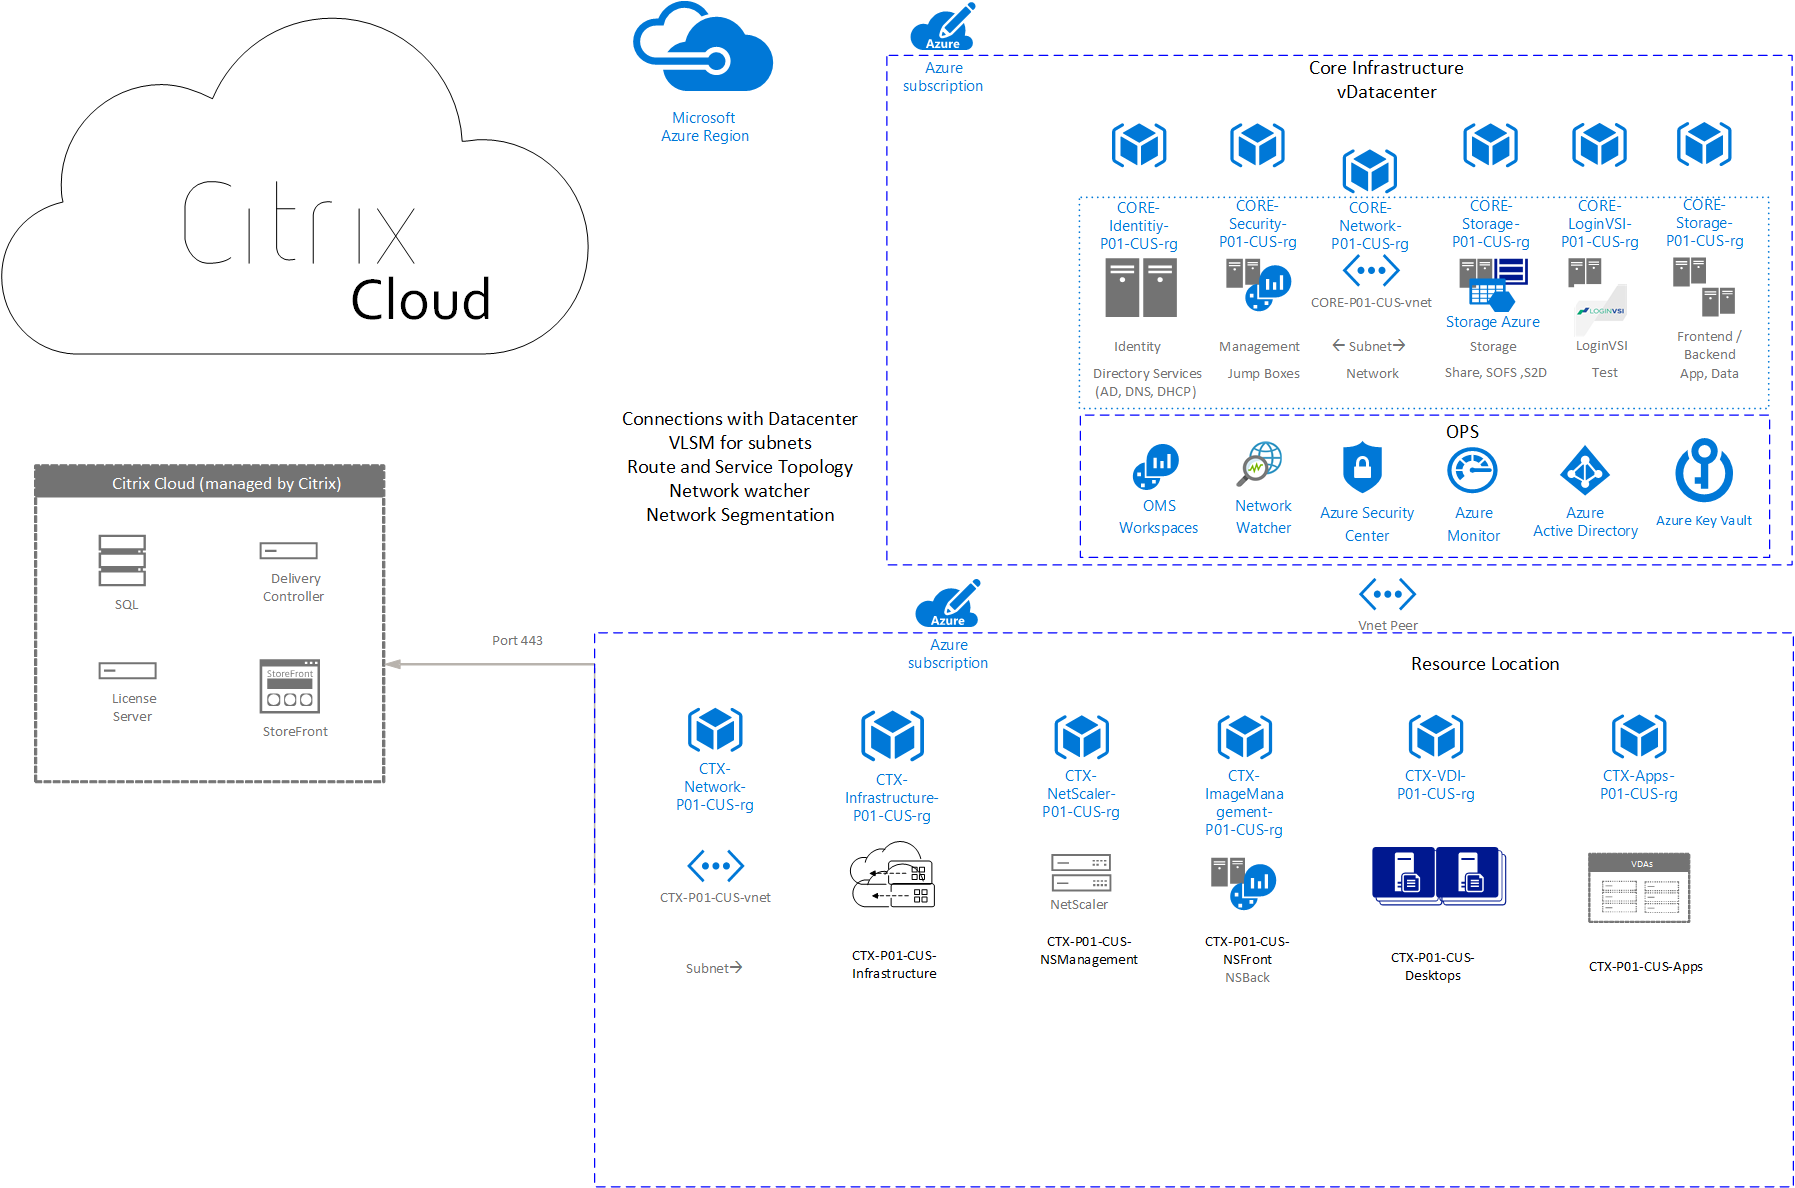 Citrix
Cloud
Microsoft
Azure Region
Azure
Azure
subscription
Core Infrastructure
vDatacenter
CORE-
Identitiy-
P01-CUS-rg
CORE-
Security-
P01-CUS-rg
CORE-
Network-
P01-CUS-rg
CORE-
Storage-
P01-CUS-rg
CORE-
LoginVSI-
P01-CUS-rg
CORE-
Storage-
P01-CUS-rg
CORE-P01-CUS-vnet
Storage Azure
LOGINVSI
Identity
Directory Services
(AD, DNS, DHCP)
Management
Jump Boxes
←Subnet→
Network
Storage
Share, SOFS ,S2D
LoginVSI
Test
Frontend /
Backend
App, Data
OPS
OMS
Workspaces
Network
Watcher
Azure Security
Center
Azure
Monitor
Azure
Active Directory
Azure Key Vault
Connections with Datacenter
VLSM for subnets
Route and Service Topology
Network watcher
Network Segmentation
Citrix Cloud (managed by Citrix)
SQL
Delivery
Controller
License
Server
StoreFront
StoreFront
Port 443
Vnet Peer
Azure
Azure
subscription
Resource Location
CTX-
Network-
P01-CUS-rg
CTX-
Infrastructure-
P01-CUS-rg
CTX-
NetScaler-
P01-CUS-rg
CTX-
ImageMana
gement-
P01-CUS-rg
CTX-VDI-
P01-CUS-rg
CTX-Apps-
P01-CUS-rg
CTX-P01-CUS-vnet
NetScaler
VDAs
Subnet→
CTX-P01-CUS-
Infrastructure
CTX-P01-CUS-
NSManagement
CTX-P01-CUS-
NSFront
NSBack
CTX-P01-CUS-
Desktops
CTX-P01-CUS-Apps